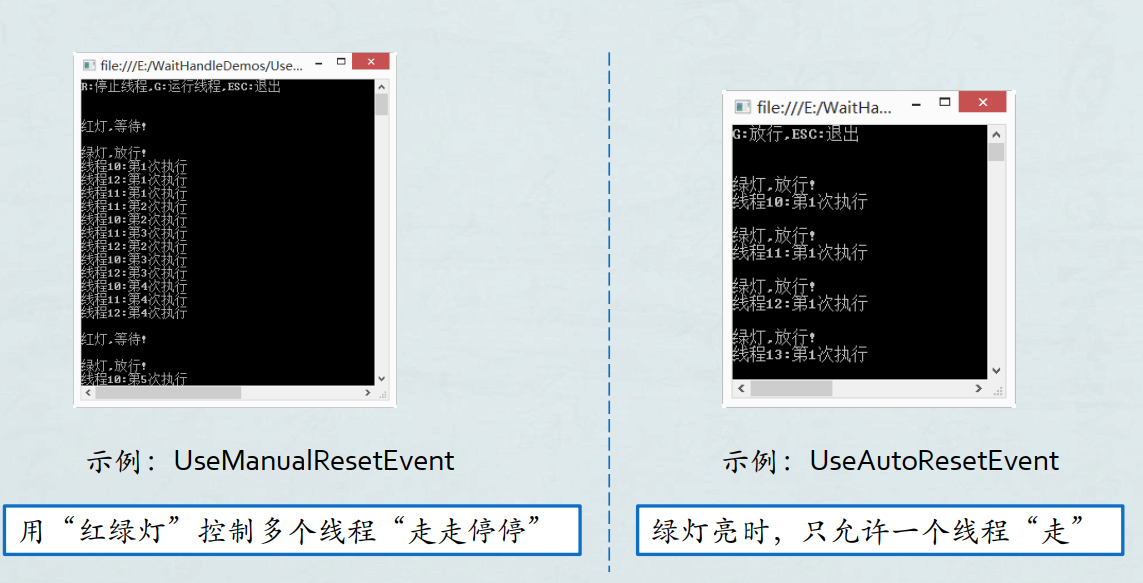 file:///E:/WaitHandleDemos/Use...
R:停止线程,G:运行线程,ESC:退出
红灯,等待!
绿灯,放行!
线程10:第1次执行
线程12:第1次执行
线程11:第1次执行
线程11:第2次执行
线程10:第2次执行
线程11:第3次执行
线程12:第2次执行
线程10:第3次执行
线程12:第3次执行
线程10:第4次执行
线程11:第4次执行
线程12:第4次执行
红灯,等待!
绿灯,放行!
线程10:第5次执行
示例：UseManualResetEvent
用“红绿灯”控制多个线程“走走停停”
file:///E:/WaitHa...
G:放行,ESC:退出
绿灯,放行!
线程10:第1次执行
绿灯,放行!
线程11:第1次执行
绿灯,放行!
线程12:第1次执行
绿灯,放行!
线程13:第1次执行
示例：UseAutoResetEvent
绿灯亮时，只允许一个线程“走”